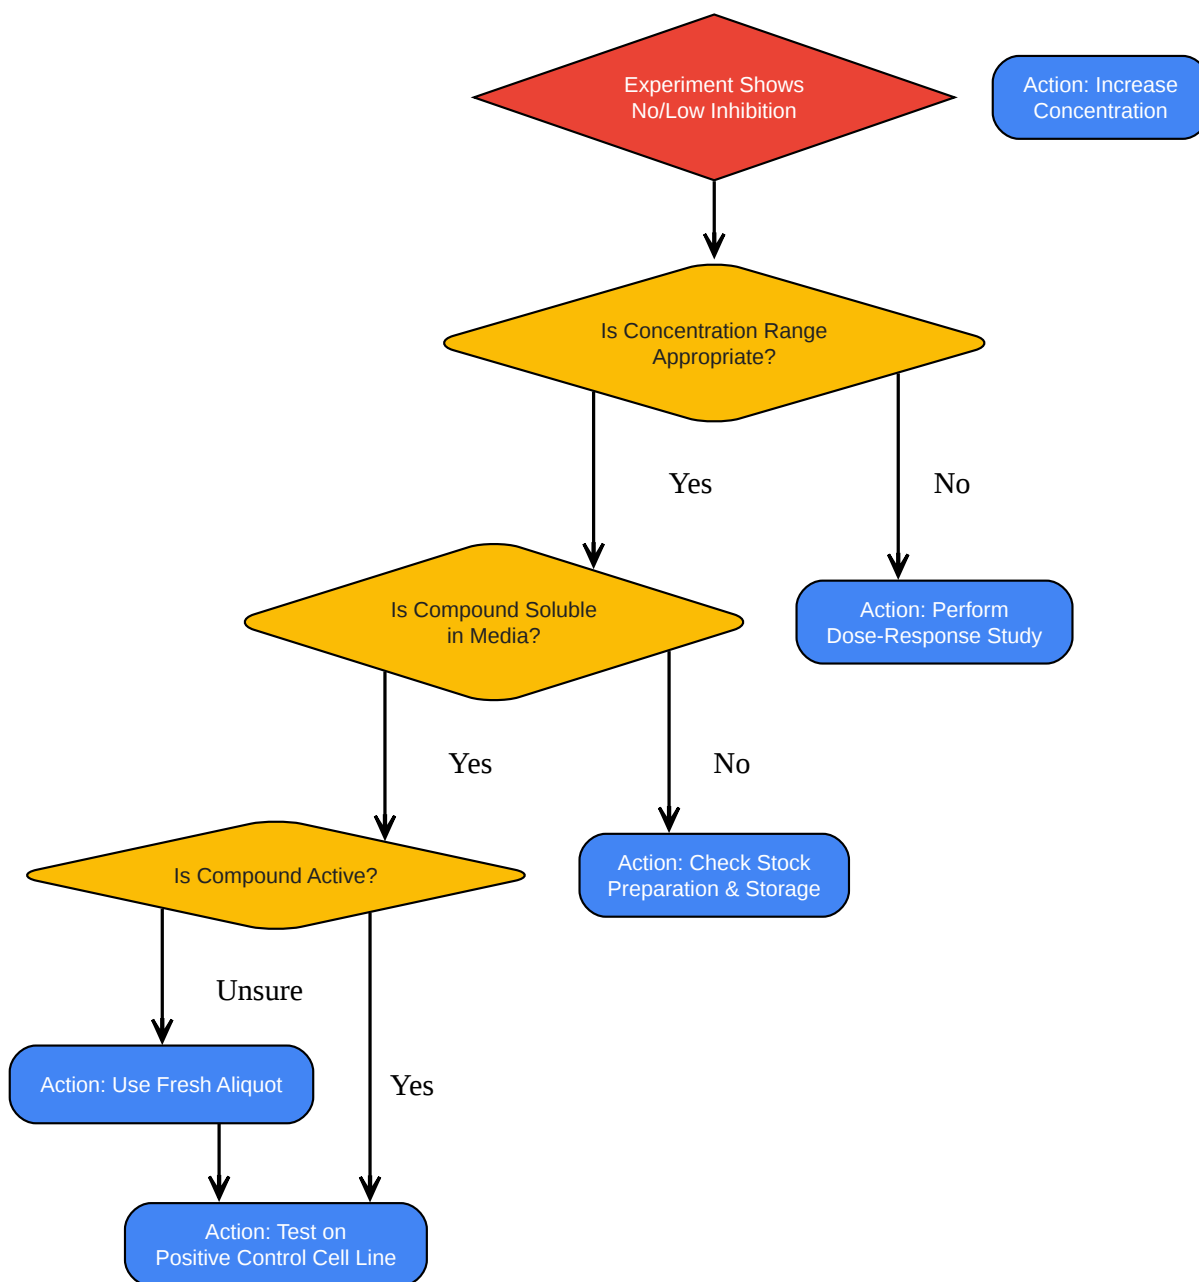 Experiment Shows
No/Low Inhibition
Action: Increase
Concentration
Is Concentration Range
Appropriate?
Yes
No
Is Compound Soluble
in Media?
Action: Perform
Dose-Response Study
Yes
No
Is Compound Active?
Action: Check Stock
Preparation & Storage
Unsure
Action: Use Fresh Aliquot
Yes
Action: Test on
Positive Control Cell Line